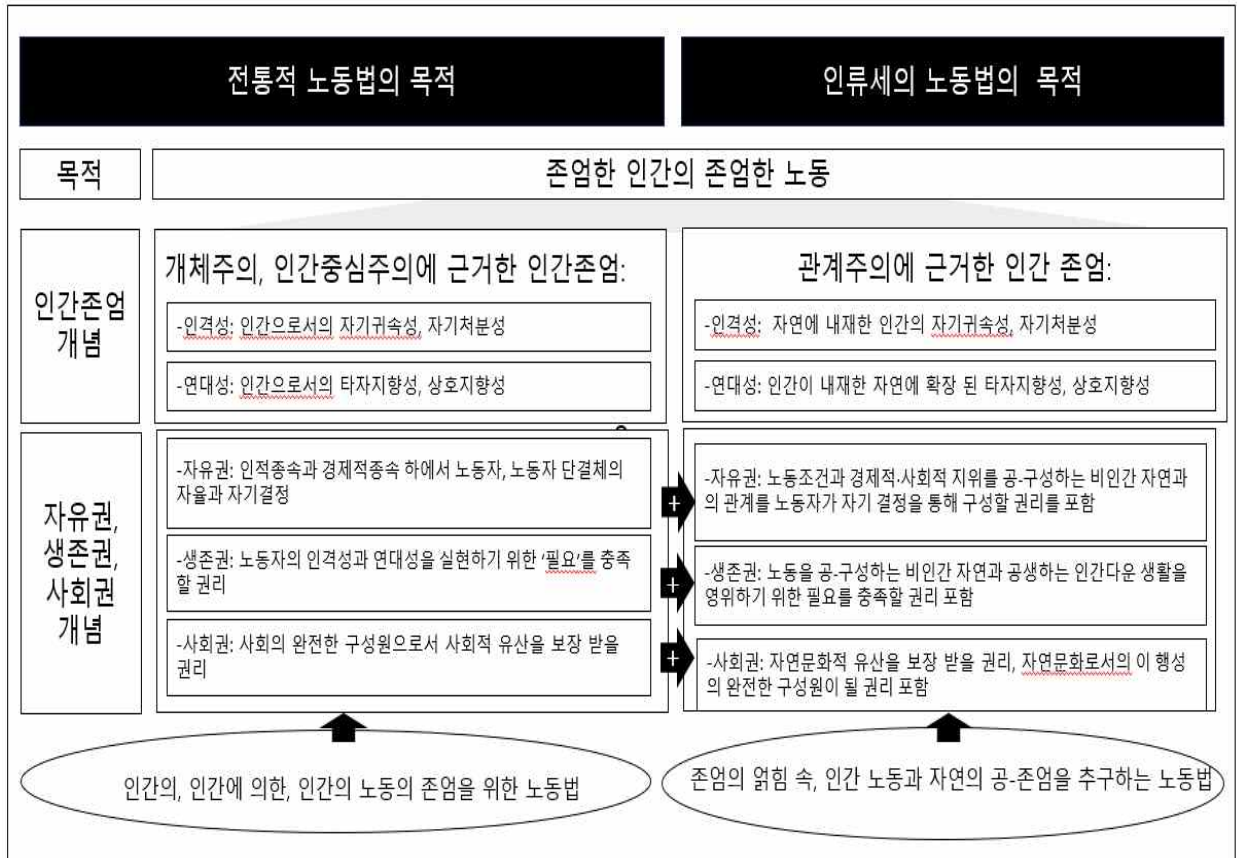 전통적 노동법의 목적
인류세의 노동법의 목적
목적
존엄한 인간의 존엄한 노동
인간존엄
개념
개체주의, 인간중심주의에 근거한 인간존엄:
-인격성: 인간으로서의 자기귀속성, 자기처분성
-연대성: 인간으로서의 타자지향성, 상호지향성
관계주의에 근거한 인간 존엄:
-인격성: 자연에 내재한 인간의 자기귀속성, 자기처분성
-연대성: 인간이 내재한 자연에 확장 된 타자지향성, 상호지향성
자유권,
생존권,
사회권
개념
-자유권: 인적종속과 경제적종속 하에서 노동자, 노동자 단결체의
자율과 자기결정
-생존권: 노동자의 인격성과 연대성을 실현하기 위한 ‘필요’를 충족
할 권리
-사회권: 사회의 완전한 구성원으로서 사회적 유산을 보장 받을
권리
+
+
+
-자유권: 노동조건과 경제적·사회적 지위를 공-구성하는 비인간 자연과
의 관계를 노동자가 자기 결정을 통해 구성할 권리를 포함
-생존권: 노동을 공-구성하는 비인간 자연과 공생하는 인간다운 생활을
영위하기 위한 필요를 충족할 권리 포함
-사회권: 자연문화적 유산을 보장 받을 권리, 자연문화로서의 이 행성
의 완전한 구성원이 될 권리 포함
인간의, 인간에 의한, 인간의 노동의 존엄을 위한 노동법
존엄의 얽힘 속, 인간 노동과 자연의 공-존엄을 추구하는 노동법